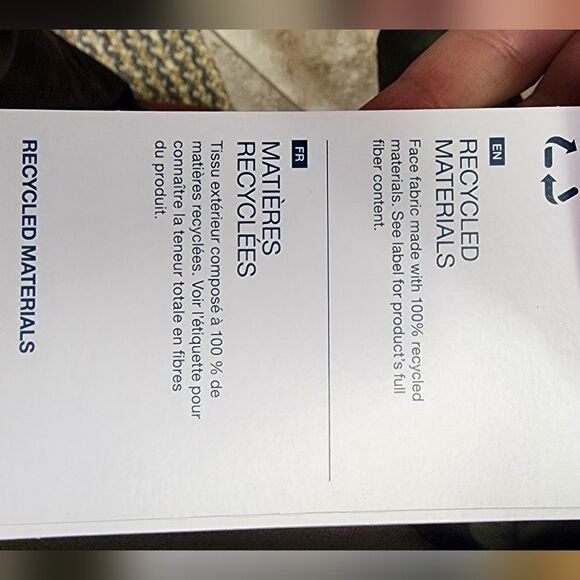 EN
RECYCLED
MATERIALS
Face fabric made with 100% recycled
materials. See label for product's full
fiber content.
FR
MATIÈRES
RECYCLÉES
Tissu extérieur composé à 100 % de
matières recyclées. Voir l'étiquette pour
connaître la teneur totale en fibres
du produit.
RECYCLED MATERIALS